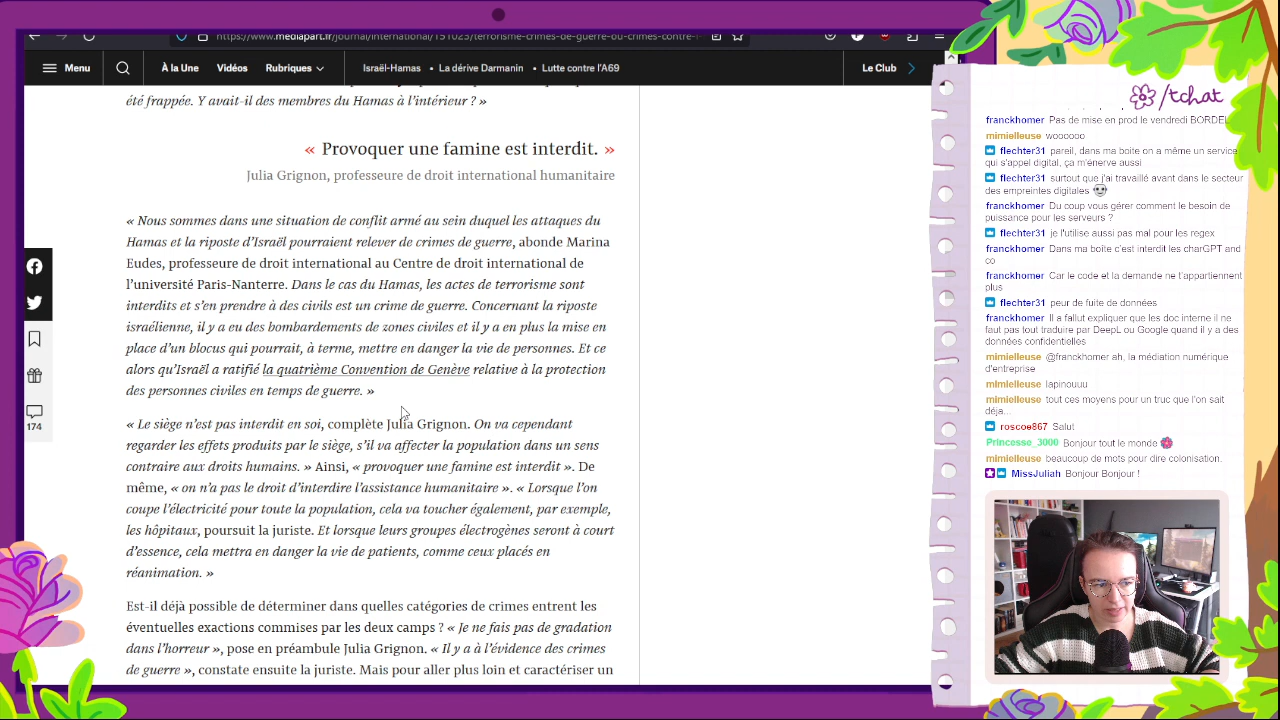 https://www.mediapart.fr/journal/international/151023/terrorisme-crimes-de-guerre-ou-crimes-contre-l
Menu
À la Une
Le Club
Lutte contre l'A69
été frappée. Y avait-il des membres du Hamas à l'intérieur ? »
« Provoquer une famine est interdit. »
Julia Grignon, professeure de droit international humanitaire
« Nous sommes dans une situation de conflit armé au sein duquel les attaques du
Hamas et la riposte d'Israël pourraient relever de crimes de guerre, abonde Marina
Eudes, professeure de droit international au Centre de droit international de
l'université Paris-Nanterre. Dans le cas du Hamas, les actes de terrorisme sont
interdits et s'en prendre à des civils est un crime de guerre. Concernant la riposte
israélienne, il y a eu des bombardements de zones civiles et il y a en plus la mise en
place d'un blocus qui pourrait, à terme, mettre en danger la vie de personnes. Et ce
alors qu'Israël a ratifié la quatrième Convention de Genève relative à la protection
des personnes civiles en temps de guerre. »
« Le siège n'est pas interdit en soi, complète Julia Grignon. On va cependant
regarder les effets produits par le siège s'il va affecter la population dans un sens
contraire aux droits humains. » Ainsi, « provoquer une famine est interdit ». De
même, « on n'a pas le droit d'interdire l'assistance humanitaire ». « Lorsque l'on
coupe l'électricité pour toute la population, cela va toucher également, par exemple,
les hôpitaux, poursuit la juriste. Et lorsque leurs groupes électrogènes seront à court
d'essence, cela mettra en danger la vie de patients, comme ceux placés en
réanimation. »
Est-il déjà possible de déterminer dans quelles catégories de crimes entrent les
éventuelles exactions commises par les deux camps ? « Je ne fais pas de gradation
dans l'horreur », pose en préambule Julia Grignon. « Il y a à l'évidence des crimes
de guerre », constate ensuite la juriste. Mais pour aller plus loin et caractériser un
174
/tchat
franckhomer Pas de mise en prod le vendredi BORDEL
mimielleuse woooooo
flechter31 pareil, dans ma boite on a même un service
qui s'appel digital, ça m'énerve aussi
flechter31 surtout que j'ai travaillé avant dans le secteur
des empreintes digitales
franckhomer Du coup vous gérer comment le besoin de
puissance pour les serveurs ?
flechter31 je l'utilise aussi pas mal pour les regex
franckhomer Dans ma boite c'est interdit les charGPT and
co
franckhomer Car le code et la demande ne t'appartiennent
plus
flechter31 peur de fuite de données
franckhomer Il a fallut expliquer que les doc interne il ne
faut pas tout traduire par DeepL ou Google quand il y a des
données confidentielles
mimielleuse @franckhomer ah, la médiation numérique
d'entreprise
mimielleuse lapinouuu
mimielleuse tout ces moyens pour un truc que l'on sait
déja...
roscoe867 Salut
Princesse_3000 Bonjour tout le monde
mimielleuse beaucoup de mots pour dire colonisation.
MissJuliah Bonjour Bonjour !